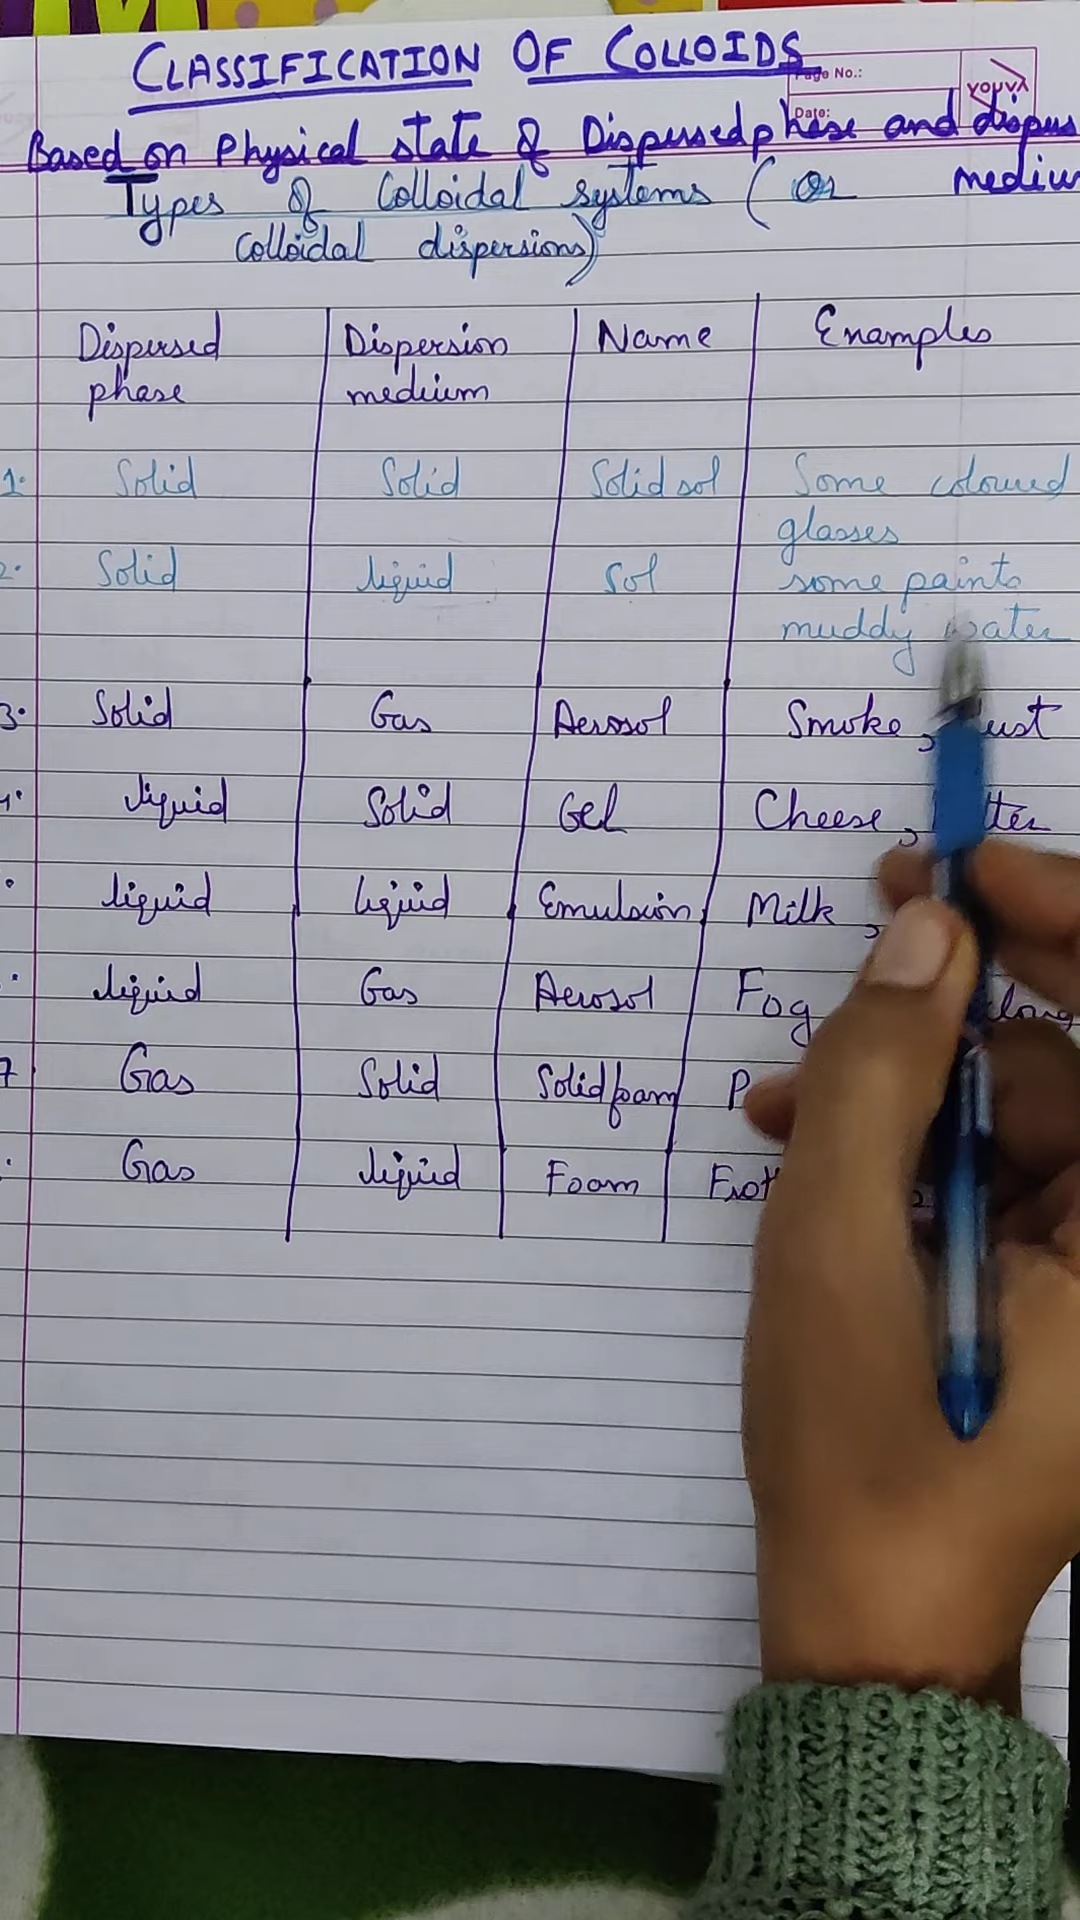 CLASSIFICATION OF COLLOIDS
Page No.:
Date:
YOUVA
Based on Physical state of Dispersed phase and dispers
medium
Types of Colloidal systems (or
Colloidal dispersions)
Dispersed phase Dispersion medium Name Examples
1. Solid Solid Solid sol Some coloured
glasses
2. Solid liquid Sol some paints
muddy water
3. Solid Gas Aerosol Smoke,
4. liquid Solid Gel Cheese,
liquid liquid Emulsion Milk,
liquid Gas Aerosol Fog
7 Gas Solid Solid foam
Gas liquid Foam